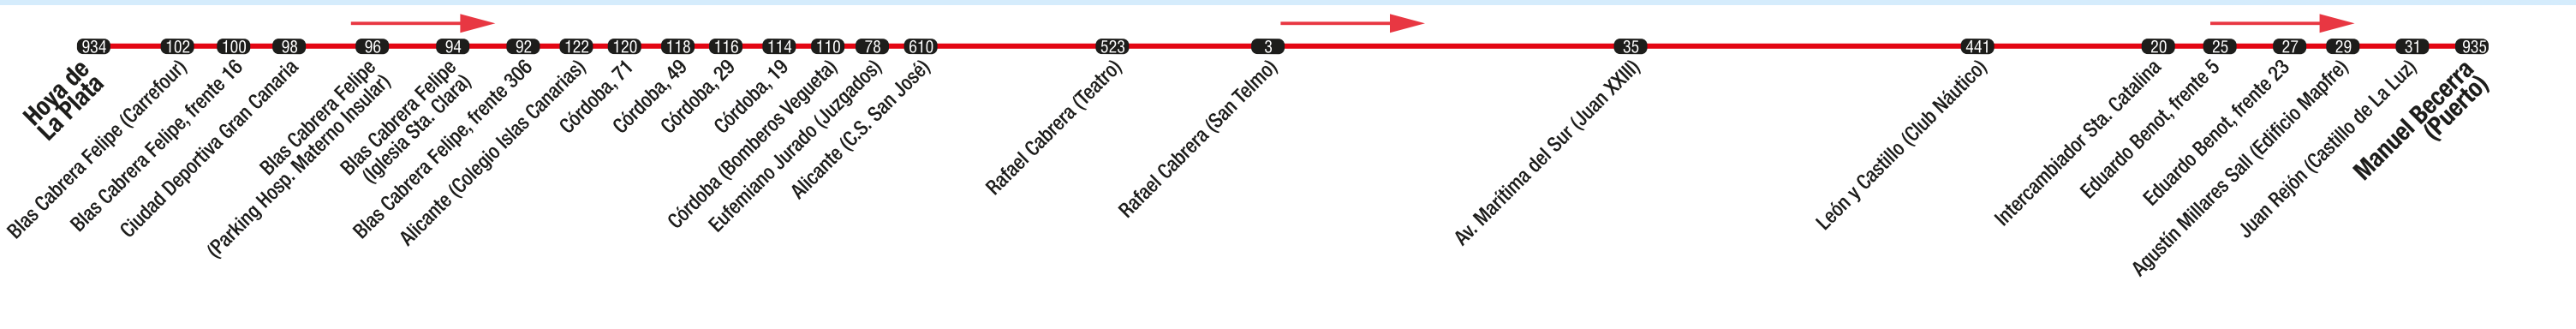 934 102 100 98 96 94 92 122 120 118 116 114 110 78 610 523 3 35 441 20 25 27 29 31 935
Hoya de
La Plata
Blas Cabrera Felipe (Carrefour)
Blas Cabrera Felipe, frente 16
Ciudad Deportiva Gran Canaria
Blas Cabrera Felipe
(Parking Hosp. Materno Insular)
Blas Cabrera Felipe
(Iglesia Sta. Clara)
Blas Cabrera Felipe, frente 306
Alicante (Colegio Islas Canarias)
Córdoba, 71
Córdoba, 49
Córdoba, 29
Córdoba, 19
Córdoba (Bomberos Vegueta)
Eufemiano Jurado (Juzgados)
Alicante (C.S. San José)
Rafael Cabrera (Teatro)
Rafael Cabrera (San Telmo)
Av. Marítima del Sur (Juan XXIII)
León y Castillo (Club Náutico)
Intercambiador Sta. Catalina
Eduardo Benot, frente 5
Eduardo Benot, frente 23
Agustín Millares Sall (Edificio Mapfre)
Juan Rejón (Castillo de La Luz)
Manuel Becerra
(Puerto)